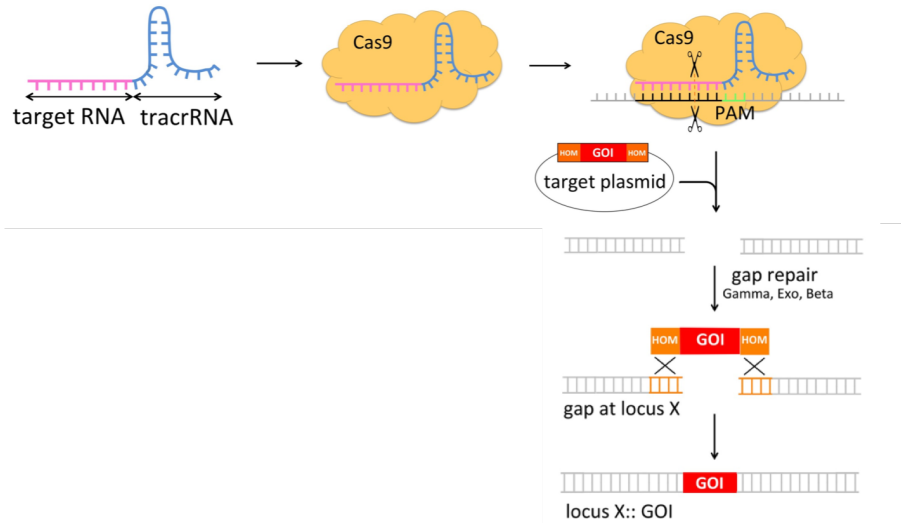 Cas9
Cas9
target RNA
tracrRNA
PAM
HOM GOI HOM
target plasmid
gap repair
Gamma, Exo, Beta
HOM GOI HOM
gap at locus X
GOI
locus X:: GOI